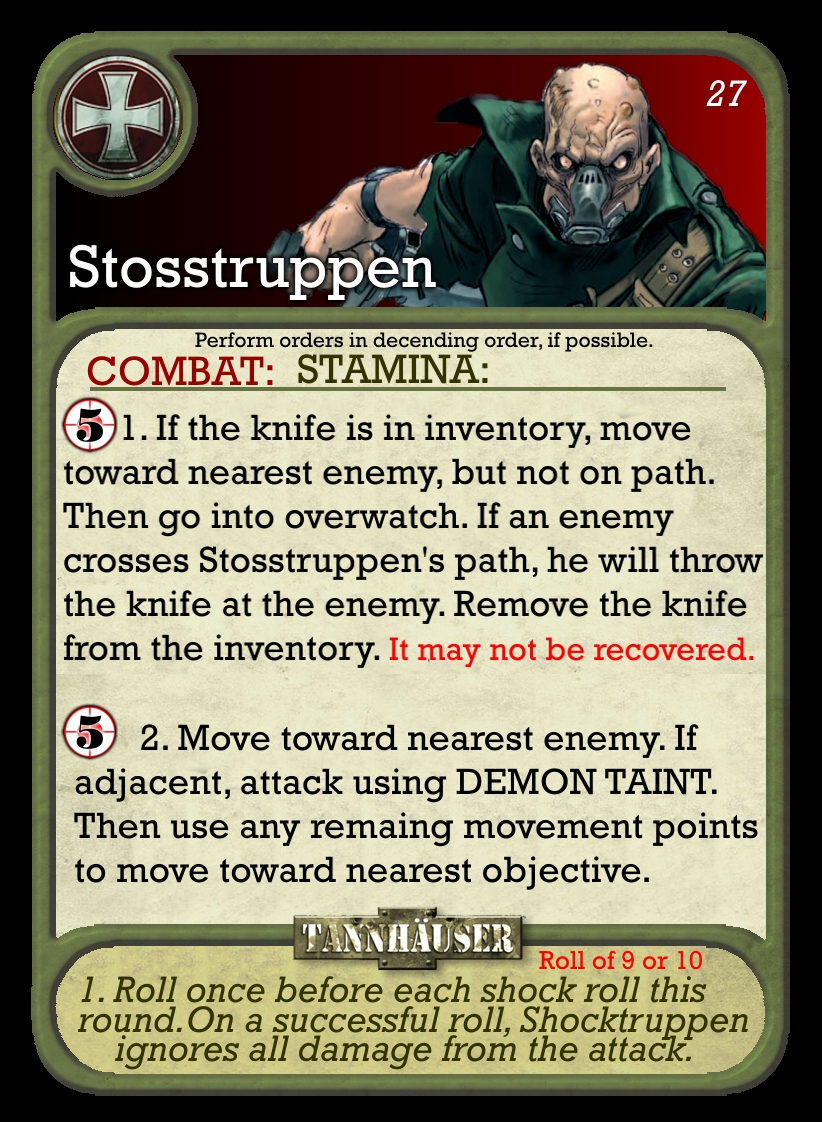 27
Stosstruppen
Perform orders in decending order, if possible.
COMBAT: STAMINA:
5 1. If the knife is in inventory, move
toward nearest enemy, but not on path.
Then go into overwatch. If an enemy
crosses Stosstruppen's path, he will throw
the knife at the enemy. Remove the knife
from the inventory. It may not be recovered.
5 2. Move toward nearest enemy. If
adjacent, attack using DEMON TAINT.
Then use any remaing movement points
to move toward nearest objective.
TANNHÄUSER
Roll of 9 or 10
1. Roll once before each shock roll this
round.On a successful roll, Shocktruppen
ignores all damage from the attack.